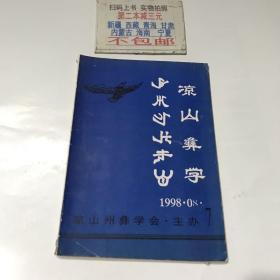 扫码上书 实物拍照
第二本减三元
新疆 西藏 青海 甘肃
内蒙古 海南 宁夏
不包邮
凉山彝学
1998·08·
7
凉山州彝学会·主办